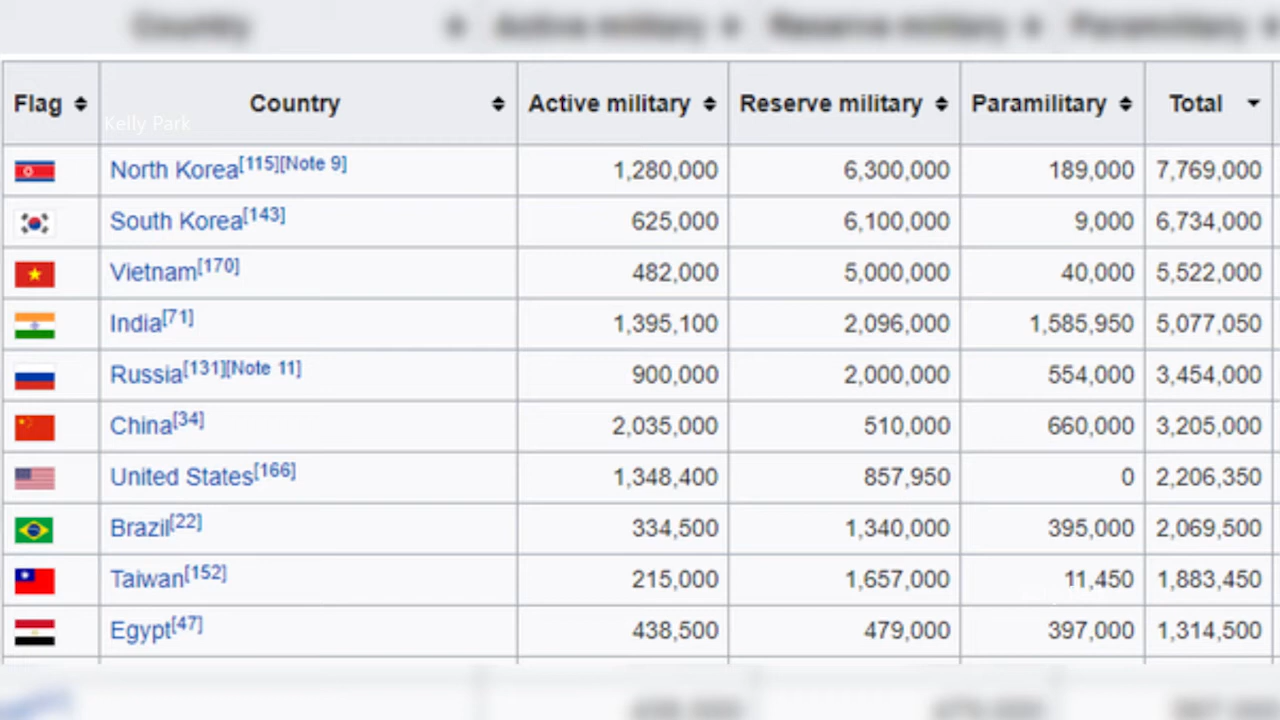 Country Active military Reserve military Paramilitary
Flag Country Active military Reserve military Paramilitary Total
Kelly Park
North Korea[115][Note 9] 1,280,000 6,300,000 189,000 7,769,000
South Korea[143] 625,000 6,100,000 9,000 6,734,000
Vietnam[170] 482,000 5,000,000 40,000 5,522,000
India[71] 1,395,100 2,096,000 1,585,950 5,077,050
Russia[131][Note 11] 900,000 2,000,000 554,000 3,454,000
China[34] 2,035,000 510,000 660,000 3,205,000
United States[166] 1,348,400 857,950 0 2,206,350
Brazil[22] 334,500 1,340,000 395,000 2,069,500
Taiwan[152] 215,000 1,657,000 11,450 1,883,450
Egypt[47] 438,500 479,000 397,000 1,314,500